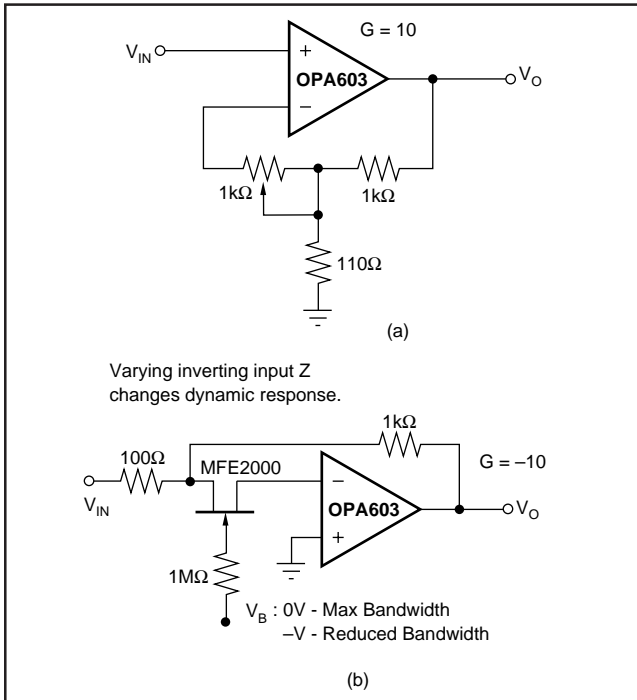 G = 10
V_IN
+
OPA603
–
V_O
1kΩ
1kΩ
110Ω
(a)
Varying inverting input Z
changes dynamic response.
1kΩ
100Ω
MFE2000
G = –10
V_IN
–
OPA603
+
V_O
1MΩ
V_B : 0V - Max Bandwidth
–V - Reduced Bandwidth
(b)